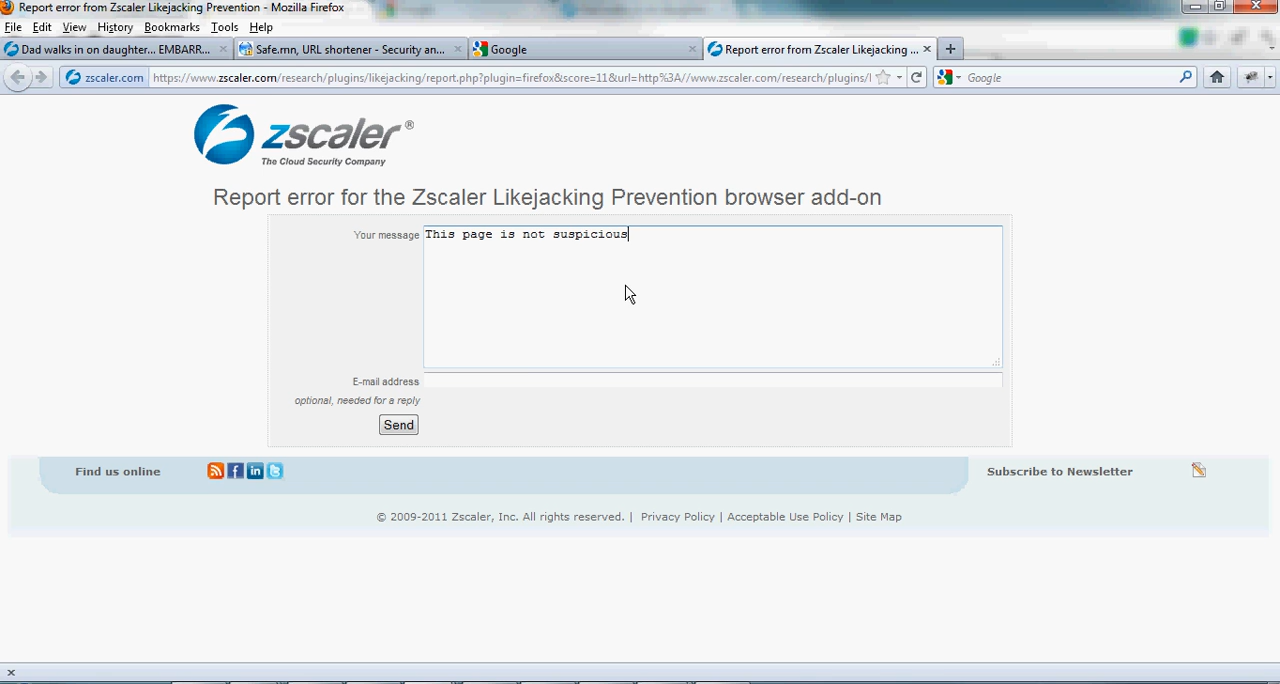 Report error from Zscaler Likejacking Prevention - Mozilla Firefox
File Edit View History Bookmarks Tools Help
Dad walks in on daughter... EMBARR... Safe.mn, URL shortener - Security an... Google Report error from Zscaler Likejacking ...
zscaler.com https://www.zscaler.com/research/plugins/likejacking/report.php?plugin=firefox&score=11&url=http%3A//www.zscaler.com/research/plugins/l Google
zscaler ®
The Cloud Security Company
Report error for the Zscaler Likejacking Prevention browser add-on
Your message This page is not suspicious
E-mail address
optional, needed for a reply
Send
Find us online Subscribe to Newsletter
© 2009-2011 Zscaler, Inc. All rights reserved. | Privacy Policy | Acceptable Use Policy | Site Map